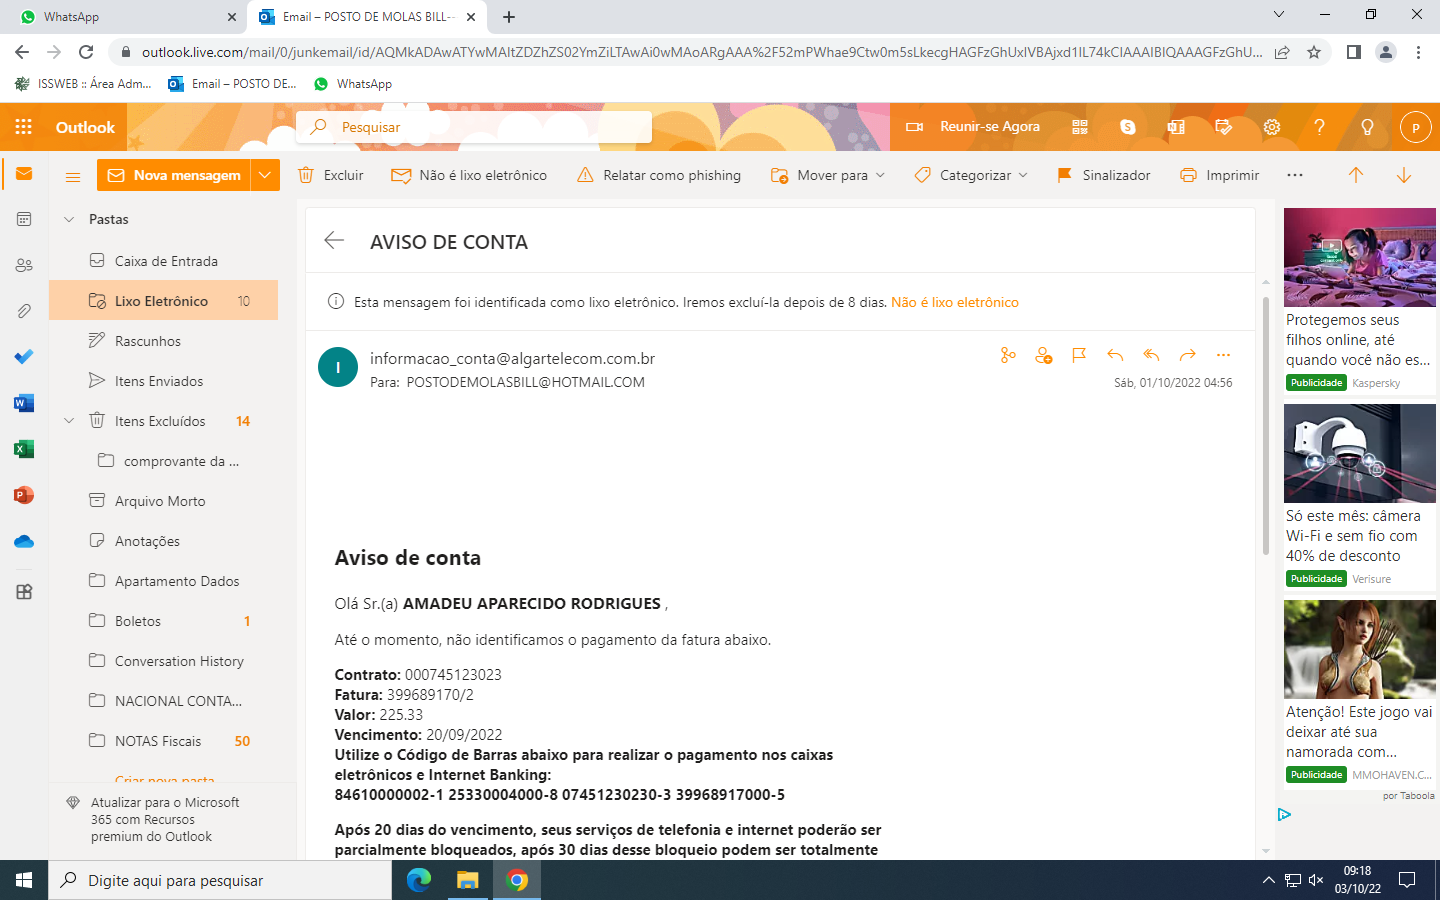 WhatsApp
Email – POSTO DE MOLAS BILL-
outlook.live.com/mail/0/junkemail/id/AQMkADAwATYwMAItZDZhZS02YmZiLTAwAi0wMAoARgAAA%2F52mPWhae9Ctw0m5sLkecgHAGFzGhUxIVBAjxd1IL74kCIAAAIBIQAAAGFzGhU...
ISSWEB :: Área Adm...
Email – POSTO DE...
WhatsApp
Outlook
Pesquisar
Reunir-se Agora
P
Nova mensagem
Excluir
Não é lixo eletrônico
Relatar como phishing
Mover para
Categorizar
Sinalizador
Imprimir
Pastas
Caixa de Entrada
Lixo Eletrônico 10
Rascunhos
Itens Enviados
Itens Excluídos 14
comprovante da ...
Arquivo Morto
Anotações
Apartamento Dados
Boletos 1
Conversation History
NACIONAL CONTA...
NOTAS Fiscais 50
Criar nova pasta
Atualizar para o Microsoft
365 com Recursos
premium do Outlook
AVISO DE CONTA
Esta mensagem foi identificada como lixo eletrônico. Iremos excluí-la depois de 8 dias. Não é lixo eletrônico
I
informacao_conta@algartelecom.com.br
Para: POSTODEMOLASBILL@HOTMAIL.COM
Sáb, 01/10/2022 04:56
Aviso de conta
Olá Sr.(a) AMADEU APARECIDO RODRIGUES ,
Até o momento, não identificamos o pagamento da fatura abaixo.
Contrato: 000745123023
Fatura: 399689170/2
Valor: 225.33
Vencimento: 20/09/2022
Utilize o Código de Barras abaixo para realizar o pagamento nos caixas
eletrônicos e Internet Banking:
84610000002-1 25330004000-8 07451230230-3 39968917000-5
Após 20 dias do vencimento, seus serviços de telefonia e internet poderão ser
parcialmente bloqueados, após 30 dias desse bloqueio podem ser totalmente
Protegemos seus
filhos online, até
quando você não es...
Publicidade Kaspersky
Só este mês: câmera
Wi-Fi e sem fio com
40% de desconto
Publicidade Verisure
Atenção! Este jogo vai
deixar até sua
namorada com...
Publicidade MMOHAVEN.C...
por Taboola
Digite aqui para pesquisar
09:18
03/10/22